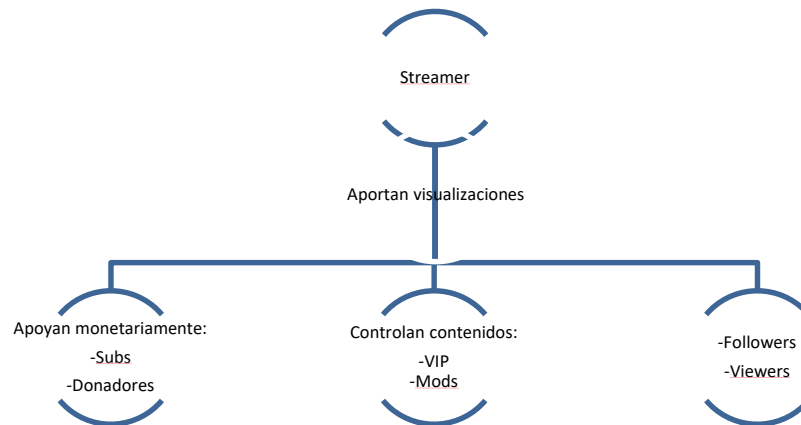 Streamer
Aportan visualizaciones
Apoyan monetariamente:
-Subs
-Donadores
Controlan contenidos:
-VIP
-Mods
-Followers
-Viewers